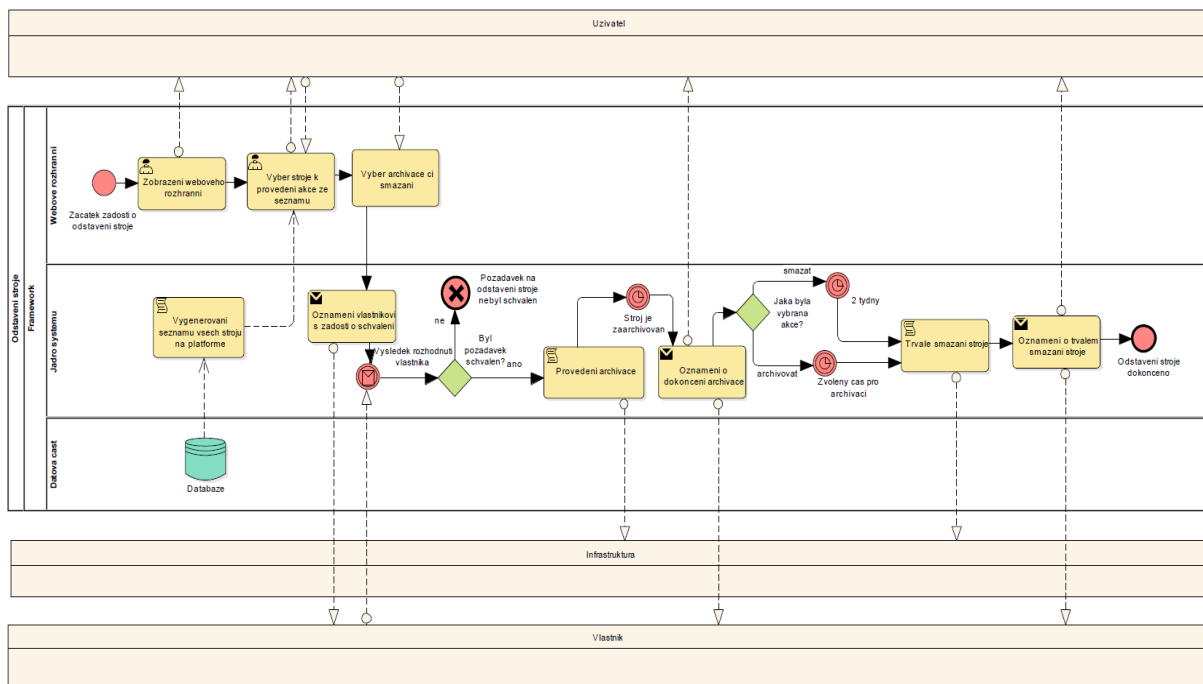 Uzivatel
Odstaveni stroje
Framework
Webove rozhranni
Zacatek zadosti o
odstaveni stroje
Zobrazeni weboveho
rozhranni
Vyber stroje k
provedeni akce ze
seznamu
Vyber archivace ci
smazani
Jadro systemu
Vygenerovani
seznamu vsech stroju
na platforme
Oznameni vlastnikovi
s zadosti o schvaleni
Vysledek rozhodnuti
vlastnika
Pozadavek na
odstaveni stroje
nebyl schvalen
ne
Byl
pozadavek
schvalen?
ano
Provedeni archivace
Stroj je
zaarchivovan
Oznameni o
dokonceni archivace
smazat
Jaka byla
vybrana
akce?
archivovat
2 tydny
Zvoleny cas pro
archivaci
Trvale smazani stroje
Oznameni o trvalem
smazani stroje
Odstaveni stroje
dokonceno
Datova cast
Databaze
Infrastruktura
Vlastnik